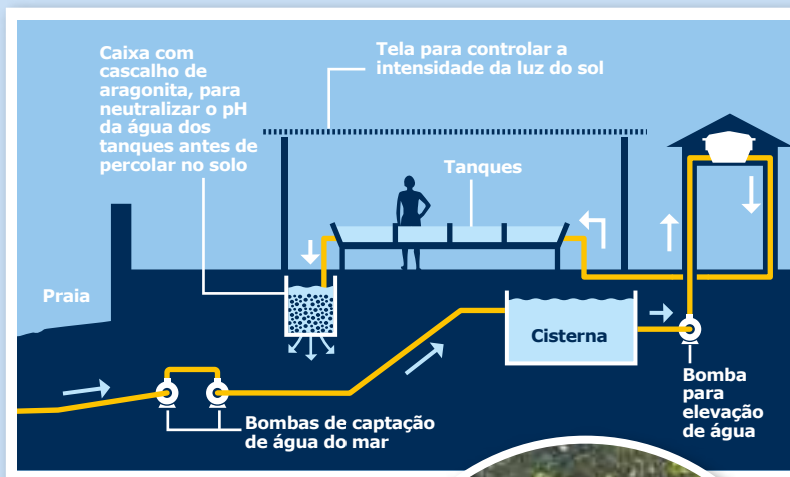 Caixa com
cascalho de
aragonita, para
neutralizar o pH
da água dos
tanques antes de
percolar no solo
Tela para controlar a
intensidade da luz do sol
Tanques
Praia
Cisterna
Bomba
para
elevação
de água
Bombas de captação
de água do mar